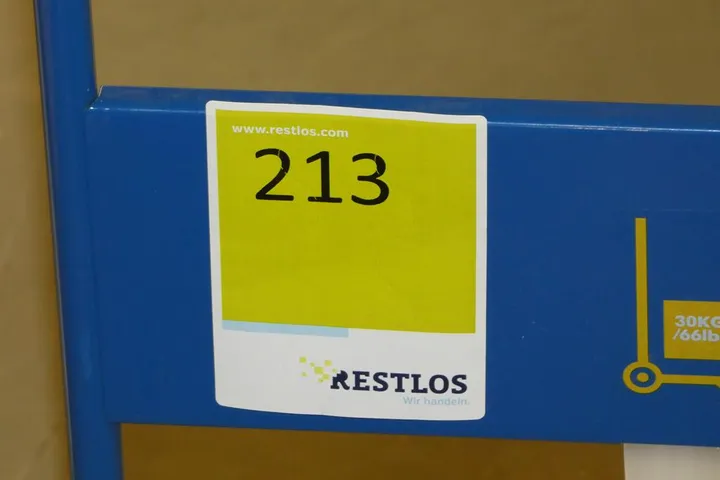 www.restlos.com
213
RESTLOS
Wir handeln.
30KG
/66lb